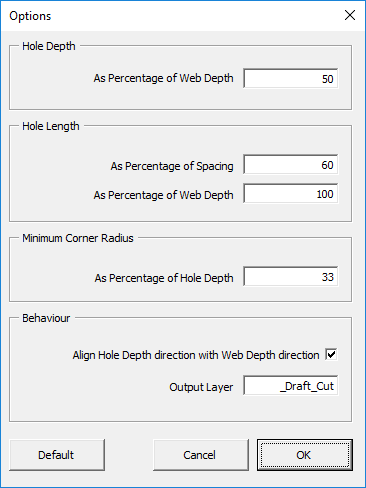 Options
Hole Depth
As Percentage of Web Depth 50
Hole Length
As Percentage of Spacing 60
As Percentage of Web Depth 100
Minimum Corner Radius
As Percentage of Hole Depth 33
Behaviour
Align Hole Depth direction with Web Depth direction
Output Layer _Draft_Cut
Default Cancel OK